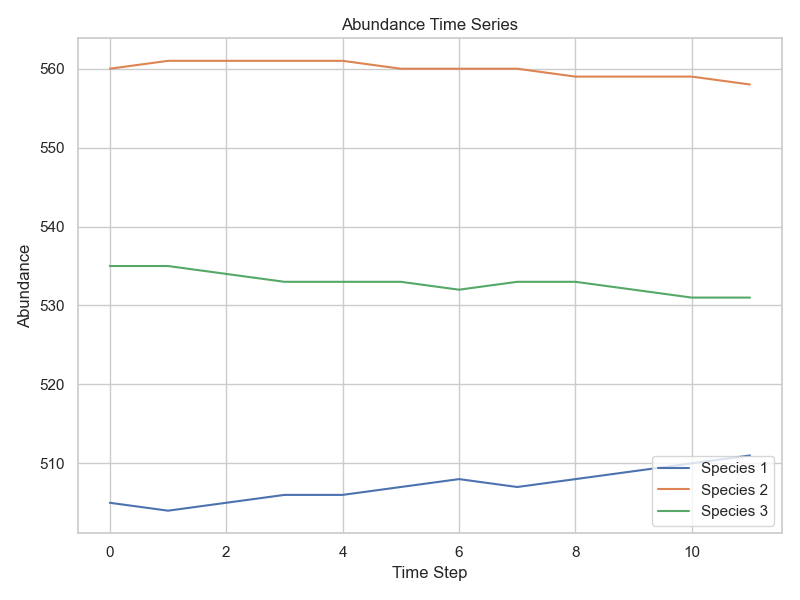 Abundance Time Series
Abundance
560
550
540
530
520
510
0 2 4 6 8 10
Time Step
Species 1
Species 2
Species 3